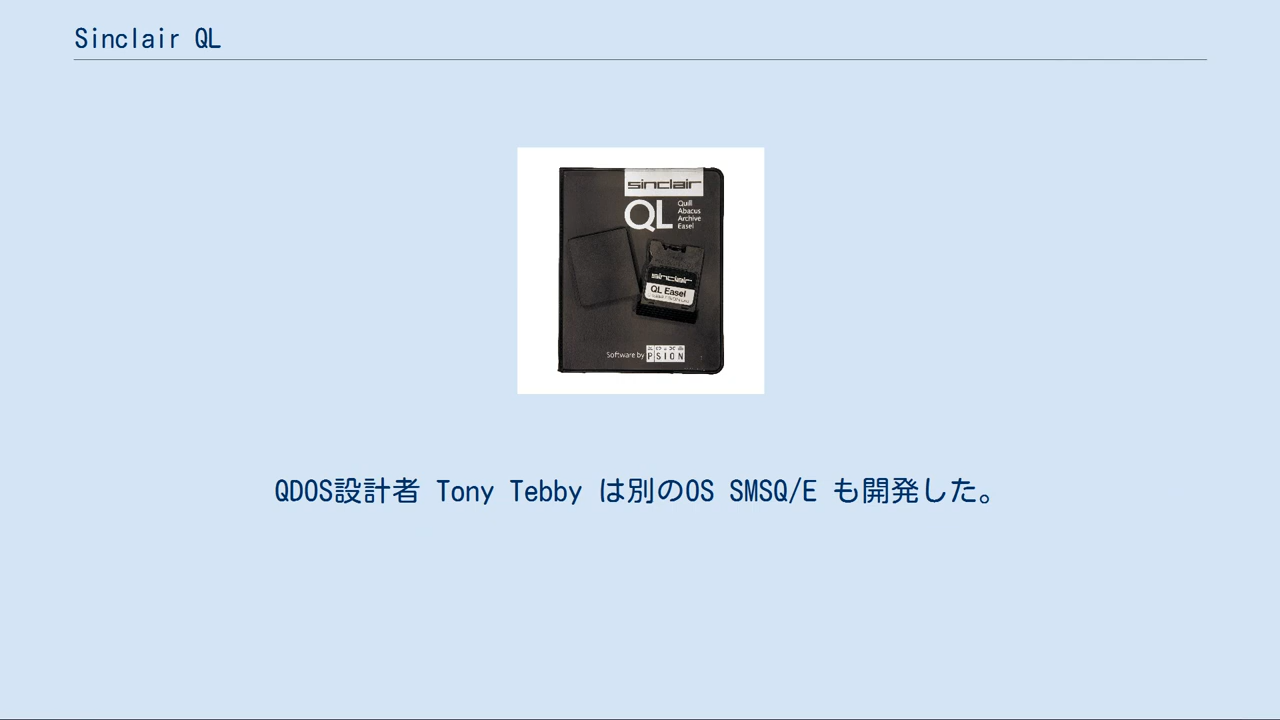 Sinclair QL
sinclair
QL
Quill
Abacus
Archive
Easel
sinclair
QL Easel
Software by PSION
QDOS設計者 Tony Tebby は別のOS SMSQ/E も開発した。